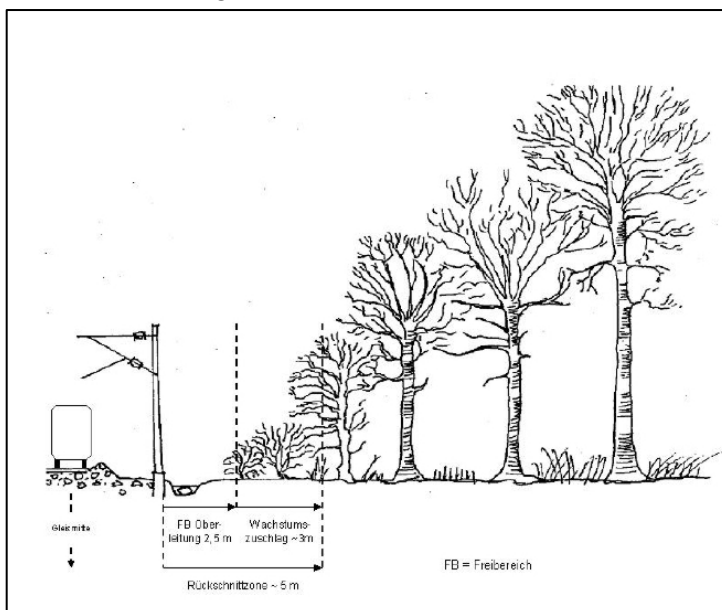 Gleismitte
FB Ober-
leitung 2,5 m
Wachstums-
zuschlag ~3m
Rückschnittzone ~ 5 m
FB = Freibereich